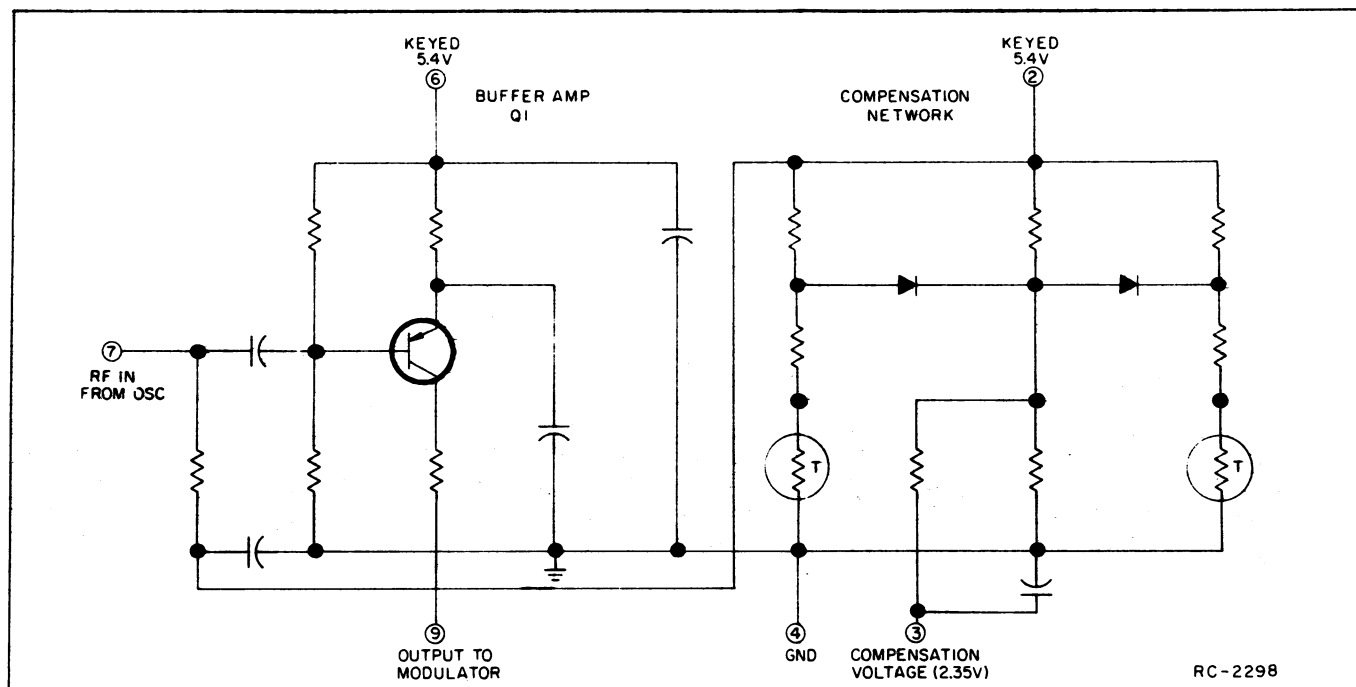 KEYED
5.4V
⑥
BUFFER AMP
Q1
KEYED
5.4V
②
COMPENSATION
NETWORK
⑦
RF IN
FROM OSC
T
T
⑨
OUTPUT TO
MODULATOR
④
GND
③
COMPENSATION
VOLTAGE (2.35V)
RC-2298